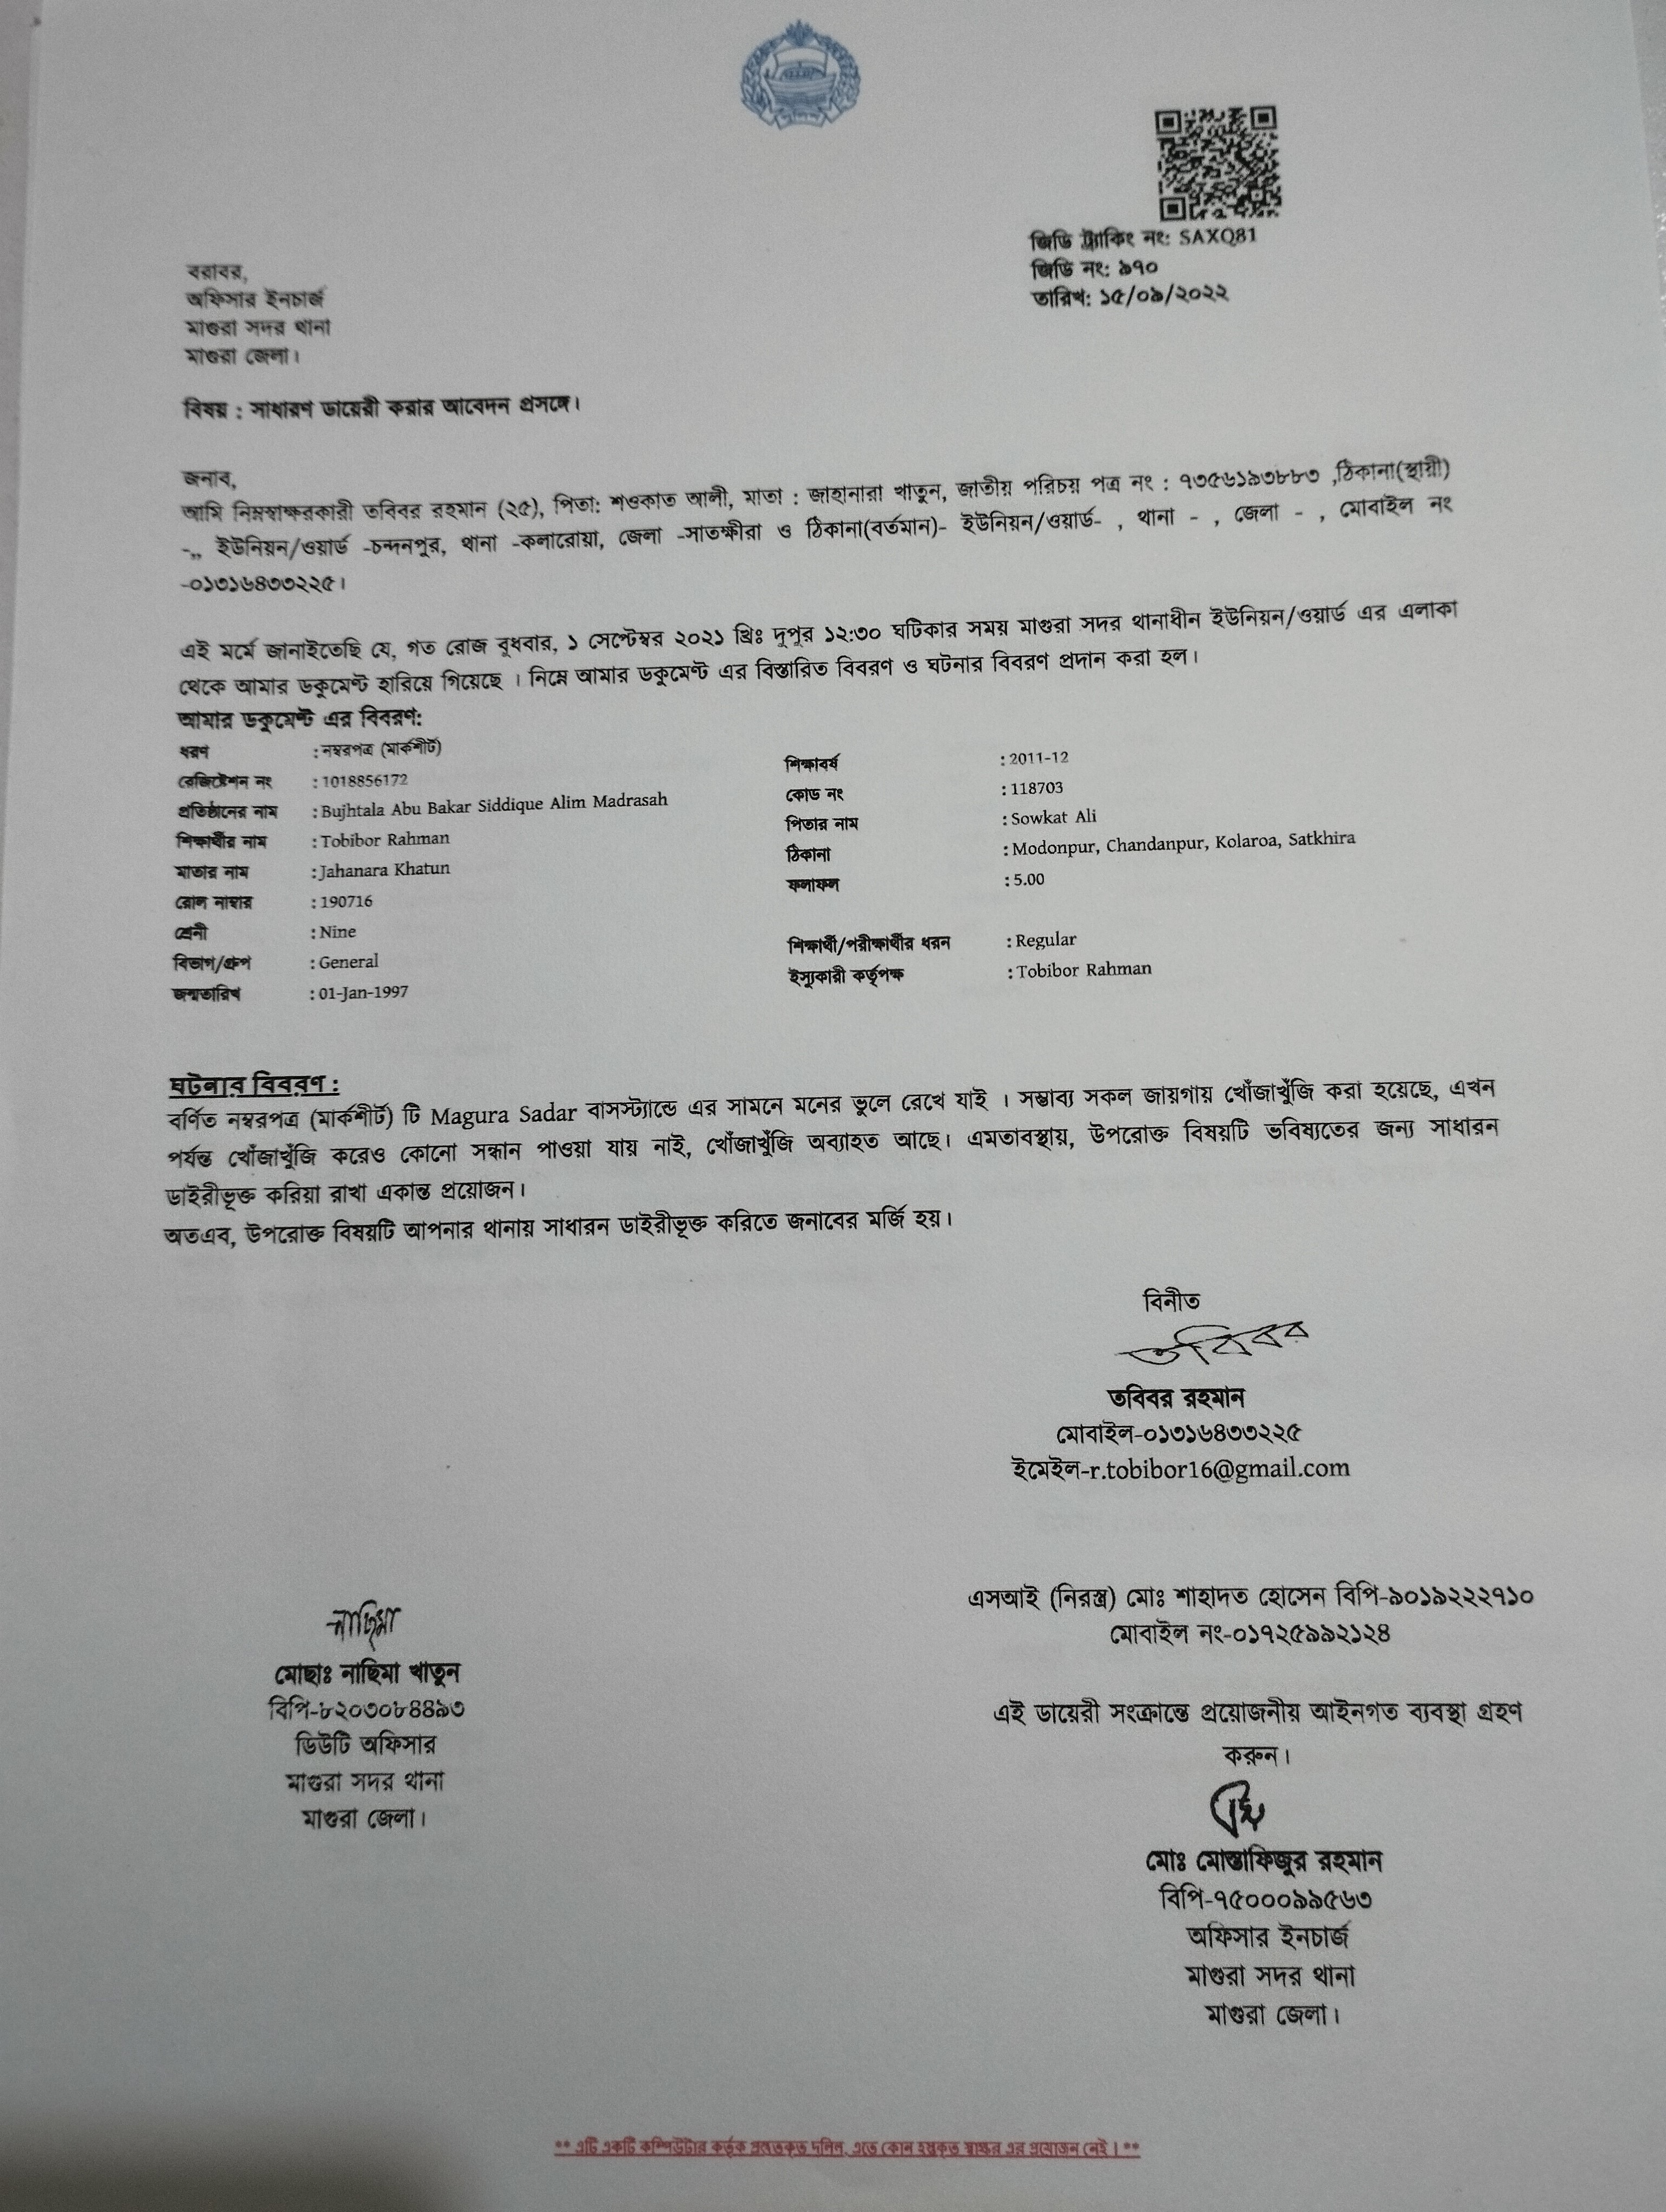 জিডি ট্র্যাকিং নং: SAXQ81
জিডি নং: ৯৭০
তারিখ: ১৫/০৯/২০২২
বরাবর,
অফিসার ইনচার্জ
মাগুরা সদর থানা
মাগুরা জেলা।
বিষয় : সাধারণ ডায়েরী করার আবেদন প্রসঙ্গে।
জনাব,
আমি নিম্নস্বাক্ষরকারী তবিবর রহমান (২৫), পিতা: শওকাত আলী, মাতা : জাহানারা খাতুন, জাতীয় পরিচয় পত্র নং : ৭৩৫৬১৯৩৮৮৩ ,ঠিকানা(স্থায়ী)
-,, ইউনিয়ন/ওয়ার্ড -চন্দনপুর, থানা -কলারোয়া, জেলা -সাতক্ষীরা ও ঠিকানা(বর্তমান)- ইউনিয়ন/ওয়ার্ড- , থানা - , জেলা - , মোবাইল নং
-০১৩১৬৪৩৩২২৫।
এই মর্মে জানাইতেছি যে, গত রোজ বুধবার, ১ সেপ্টেম্বর ২০২১ খ্রিঃ দুপুর ১২:৩০ ঘটিকার সময় মাগুরা সদর থানাধীন ইউনিয়ন/ওয়ার্ড এর এলাকা
থেকে আমার ডকুমেন্ট হারিয়ে গিয়েছে । নিম্নে আমার ডকুমেন্ট এর বিস্তারিত বিবরণ ও ঘটনার বিবরণ প্রদান করা হল।
আমার ডকুমেন্ট এর বিবরণ:
ধরণ : নম্বরপত্র (মার্কশীর্ট)
রেজিষ্ট্রেশন নং : 1018856172
প্রতিষ্ঠানের নাম : Bujhtala Abu Bakar Siddique Alim Madrasah
শিক্ষার্থীর নাম : Tobibor Rahman
মাতার নাম : Jahanara Khatun
রোল নাম্বার : 190716
শ্রেনী : Nine
বিভাগ/গ্রুপ : General
জন্মতারিখ : 01-Jan-1997
শিক্ষাবর্ষ : 2011-12
কোড নং : 118703
পিতার নাম : Sowkat Ali
ঠিকানা : Modonpur, Chandanpur, Kolaroa, Satkhira
ফলাফল : 5.00
শিক্ষার্থী/পরীক্ষার্থীর ধরন : Regular
ইস্যুকারী কর্তৃপক্ষ : Tobibor Rahman
ঘটনার বিবরণ :
বর্ণিত নম্বরপত্র (মার্কশীর্ট) টি Magura Sadar বাসস্ট্যান্ডে এর সামনে মনের ভুলে রেখে যাই । সম্ভাব্য সকল জায়গায় খোঁজাখুঁজি করা হয়েছে, এখন
পর্যন্ত খোঁজাখুঁজি করেও কোনো সন্ধান পাওয়া যায় নাই, খোঁজাখুঁজি অব্যাহত আছে। এমতাবস্থায়, উপরোক্ত বিষয়টি ভবিষ্যতের জন্য সাধারন
ডাইরীভূক্ত করিয়া রাখা একান্ত প্রয়োজন।
অতএব, উপরোক্ত বিষয়টি আপনার থানায় সাধারন ডাইরীভূক্ত করিতে জনাবের মর্জি হয়।
বিনীত
তবিবর
তবিবর রহমান
মোবাইল-০১৩১৬৪৩৩২২৫
ইমেইল-r.tobibor16@gmail.com
নাছিমা
মোছাঃ নাছিমা খাতুন
বিপি-৮২০৩০৮৪৪৯৩
ডিউটি অফিসার
মাগুরা সদর থানা
মাগুরা জেলা।
এসআই (নিরস্ত্র) মোঃ শাহাদত হোসেন বিপি-৯০১৯২২২৭১০
মোবাইল নং-০১৭২৫৯৯২১২৪
এই ডায়েরী সংক্রান্তে প্রয়োজনীয় আইনগত ব্যবস্থা গ্রহণ
করুন।
মোঃ মোস্তাফিজুর রহমান
বিপি-৭৫০০০৯৯৫৬৩
অফিসার ইনচার্জ
মাগুরা সদর থানা
মাগুরা জেলা।
** এটি একটি কম্পিউটার কর্তৃক প্রস্তুতকৃত দলিল, এতে কোন হস্তকৃত স্বাক্ষর এর প্রয়োজন নেই। **